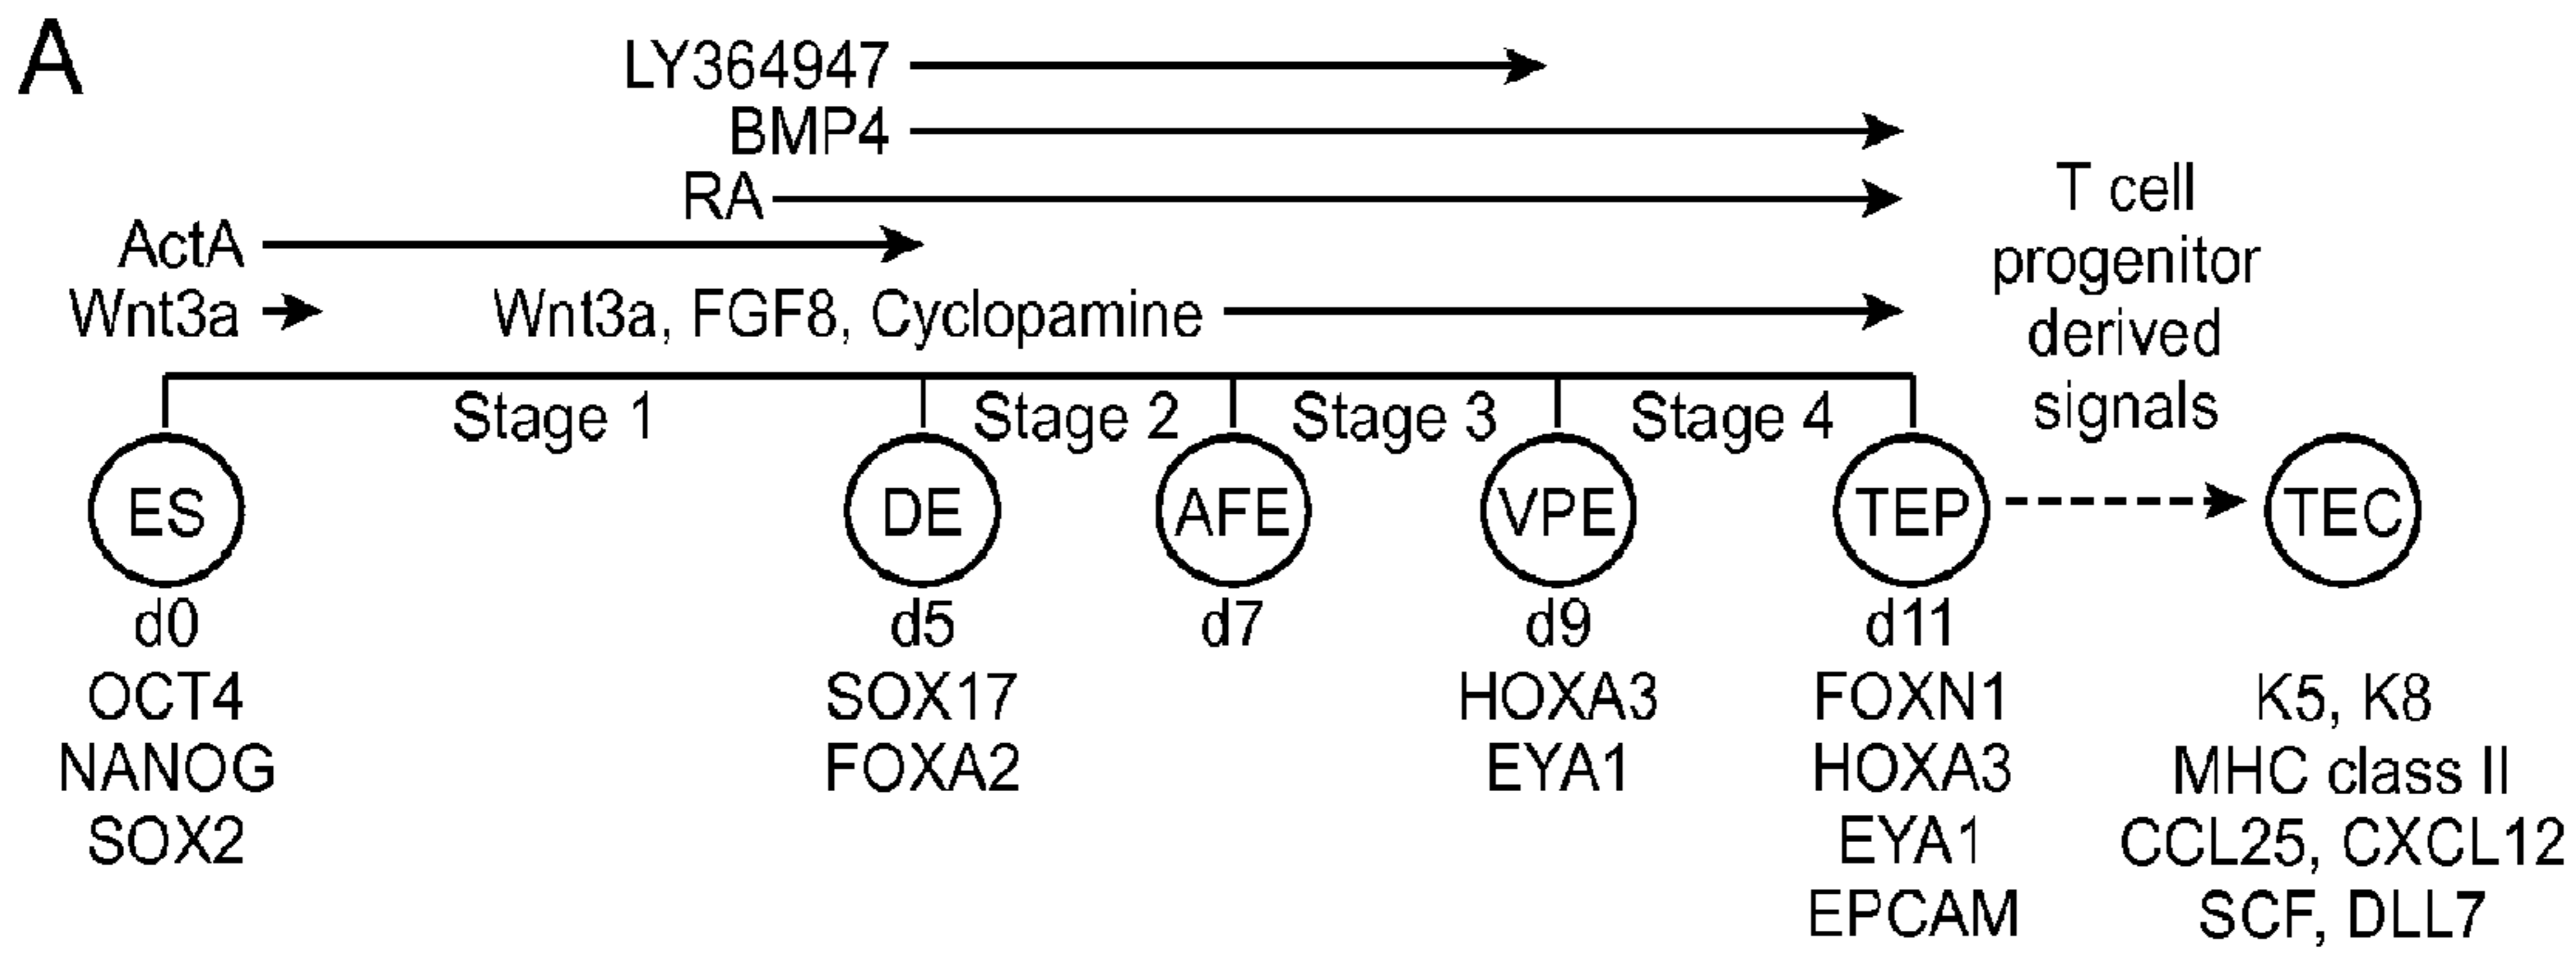 A
LY364947
BMP4
RA
ActA
Wnt3a
Wnt3a, FGF8, Cyclopamine
T cell
progenitor
derived
signals
Stage 1
Stage 2
Stage 3
Stage 4
ES
DE
AFE
VPE
TEP
TEC
d0
d5
d7
d9
d11
OCT4
NANOG
SOX2
SOX17
FOXA2
HOXA3
EYA1
FOXN1
HOXA3
EYA1
EPCAM
K5, K8
MHC class II
CCL25, CXCL12
SCF, DLL7